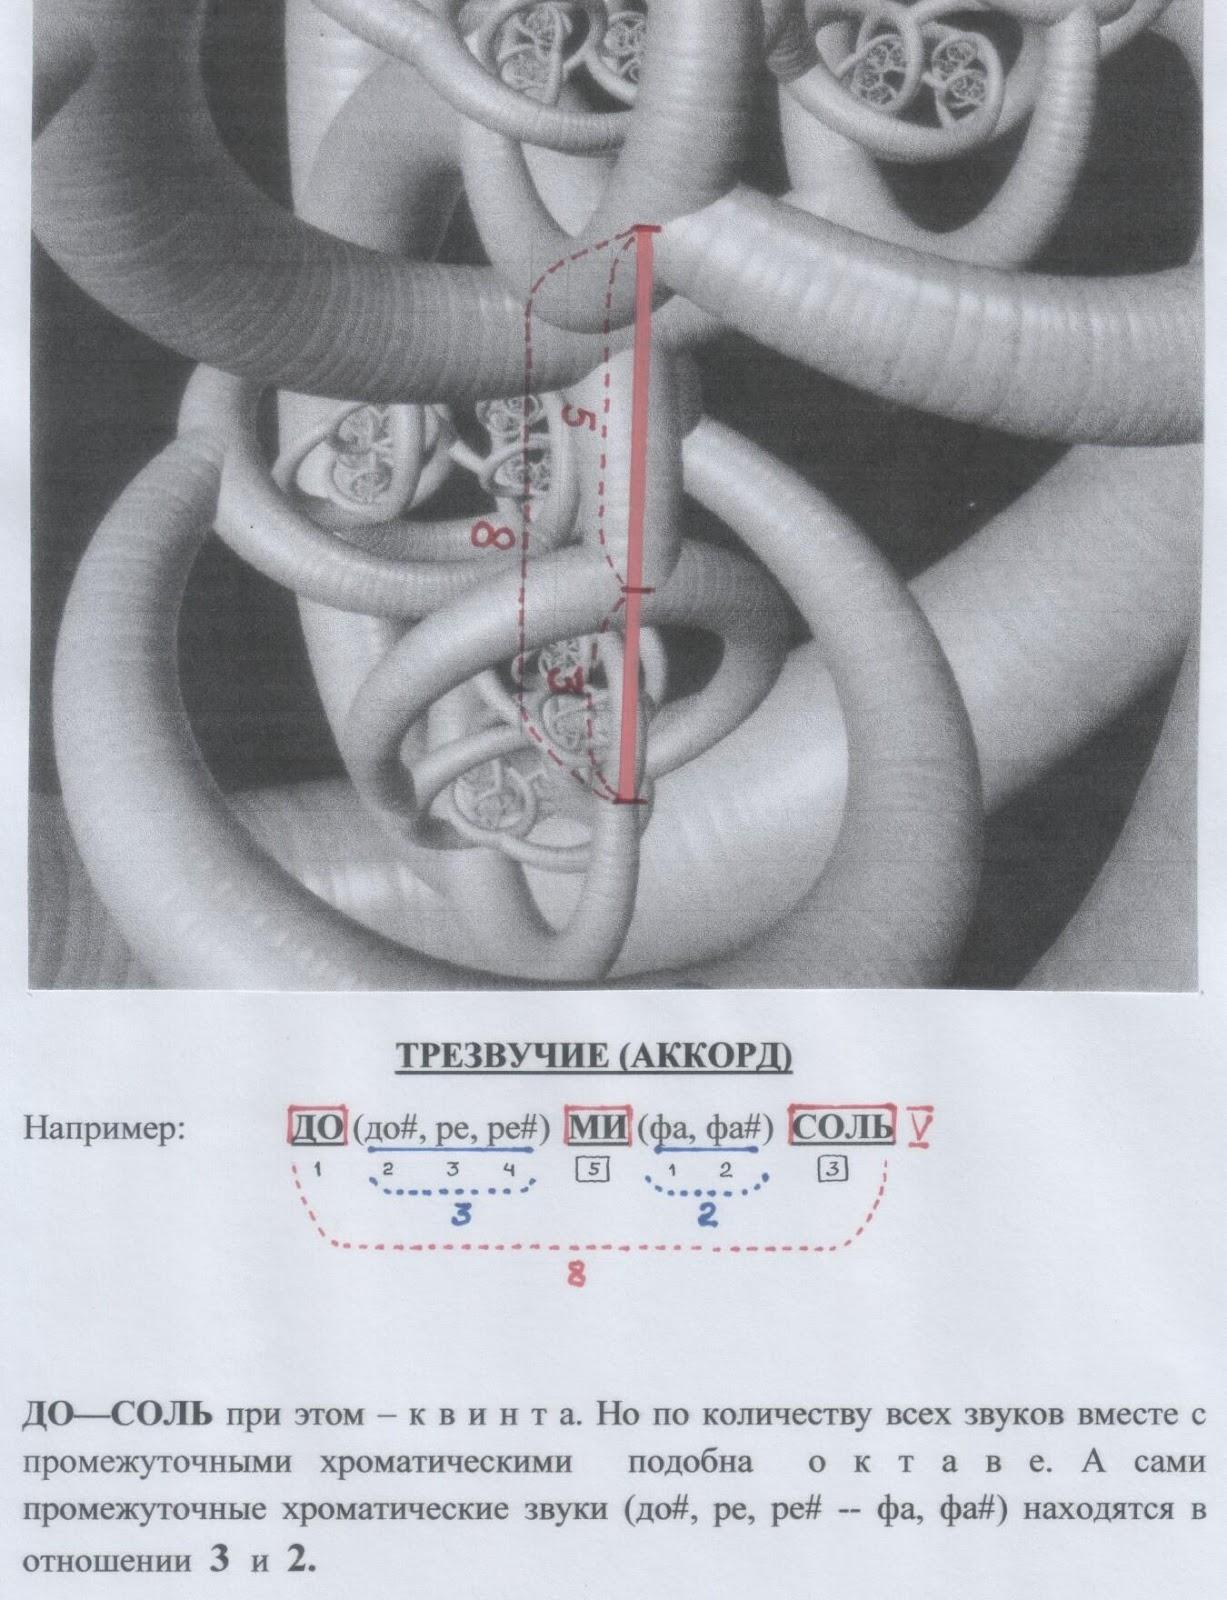 5
8
3
ТРЕЗВУЧИЕ (АККОРД)
Например: ДО (до#, ре, ре#) МИ (фа, фа#) СОЛЬ V
1 2 3 4 5 1 2 3
3 2
8
ДО—СОЛЬ при этом – к в и н т а. Но по количеству всех звуков вместе с
промежуточными хроматическими подобна о к т а в е. А сами
промежуточные хроматические звуки (до#, ре, ре# -- фа, фа#) находятся в
отношении 3 и 2.